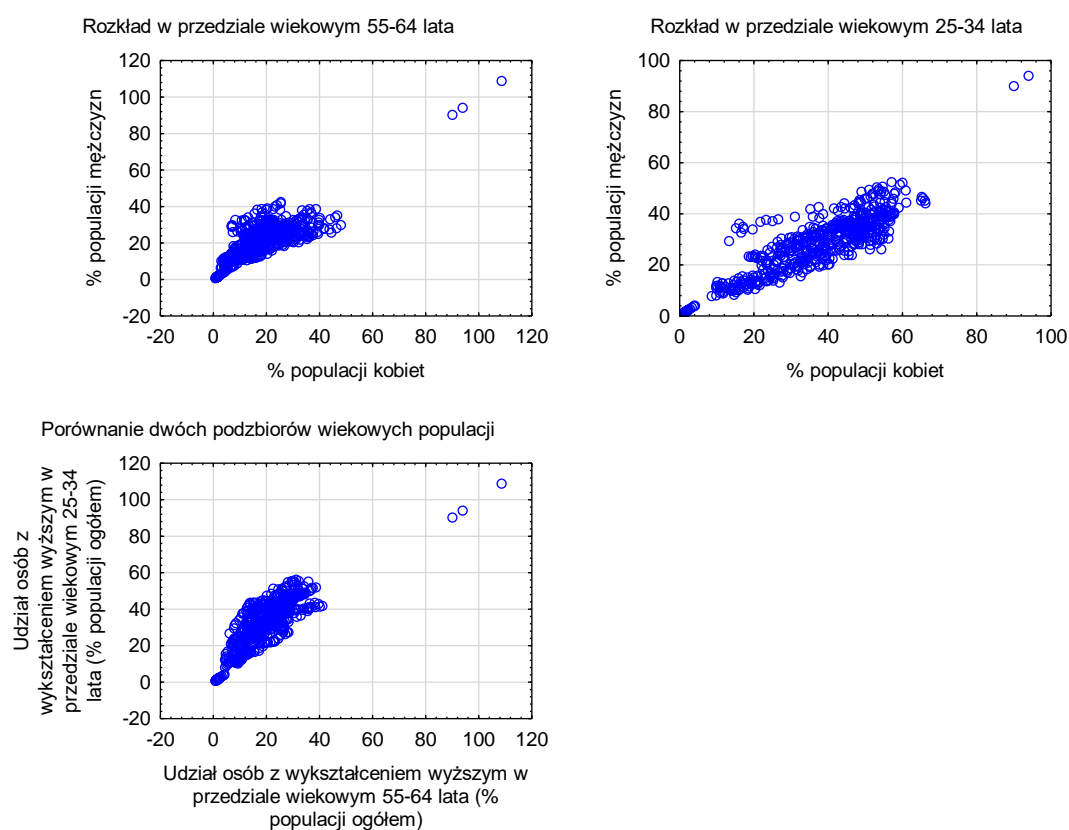 Rozkład w przedziale wiekowym 55-64 lata
120
100
80
60
40
20
0
-20
-20 0 20 40 60 80 100 120
% populacji mężczyzn
% populacji kobiet
Rozkład w przedziale wiekowym 25-34 lata
100
80
60
40
20
0
0 20 40 60 80 100
% populacji mężczyzn
% populacji kobiet
Porównanie dwóch podzbiorów wiekowych populacji
120
100
80
60
40
20
0
-20
-20 0 20 40 60 80 100 120
Udział osób z
wykształceniem wyższym w
przedziale wiekowym 25-34
lata (% populacji ogółem)
Udział osób z wykształceniem wyższym w
przedziale wiekowym 55-64 lata (%
populacji ogółem)